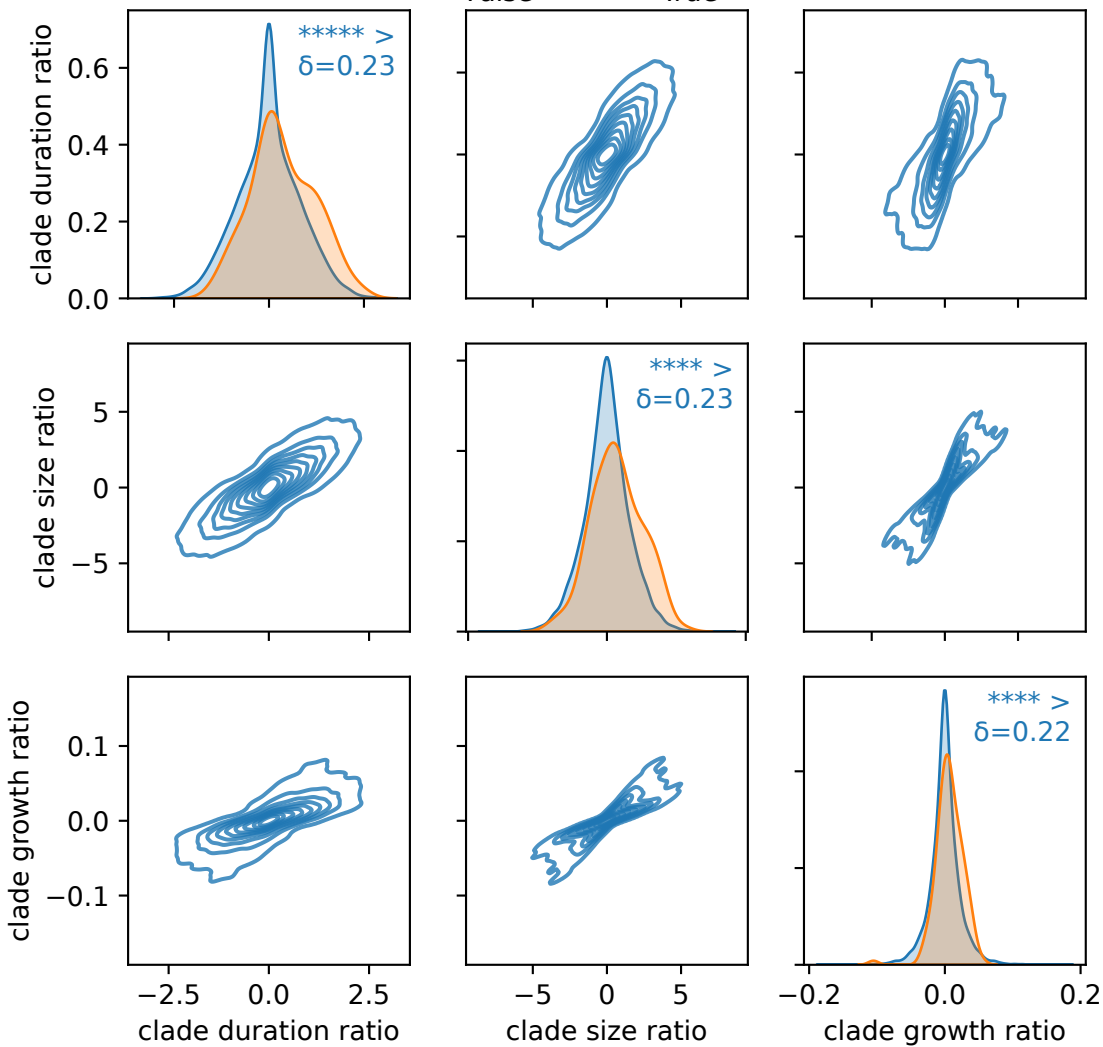 clade duration ratio
0.6
0.4
0.2
0.0
***** >
δ=0.23
clade size ratio
5
0
−5
**** >
δ=0.23
clade growth ratio
0.1
0.0
−0.1
**** >
δ=0.22
−2.5 0.0 2.5
−5 0 5
−0.2 0.0 0.2
clade duration ratio
clade size ratio
clade growth ratio